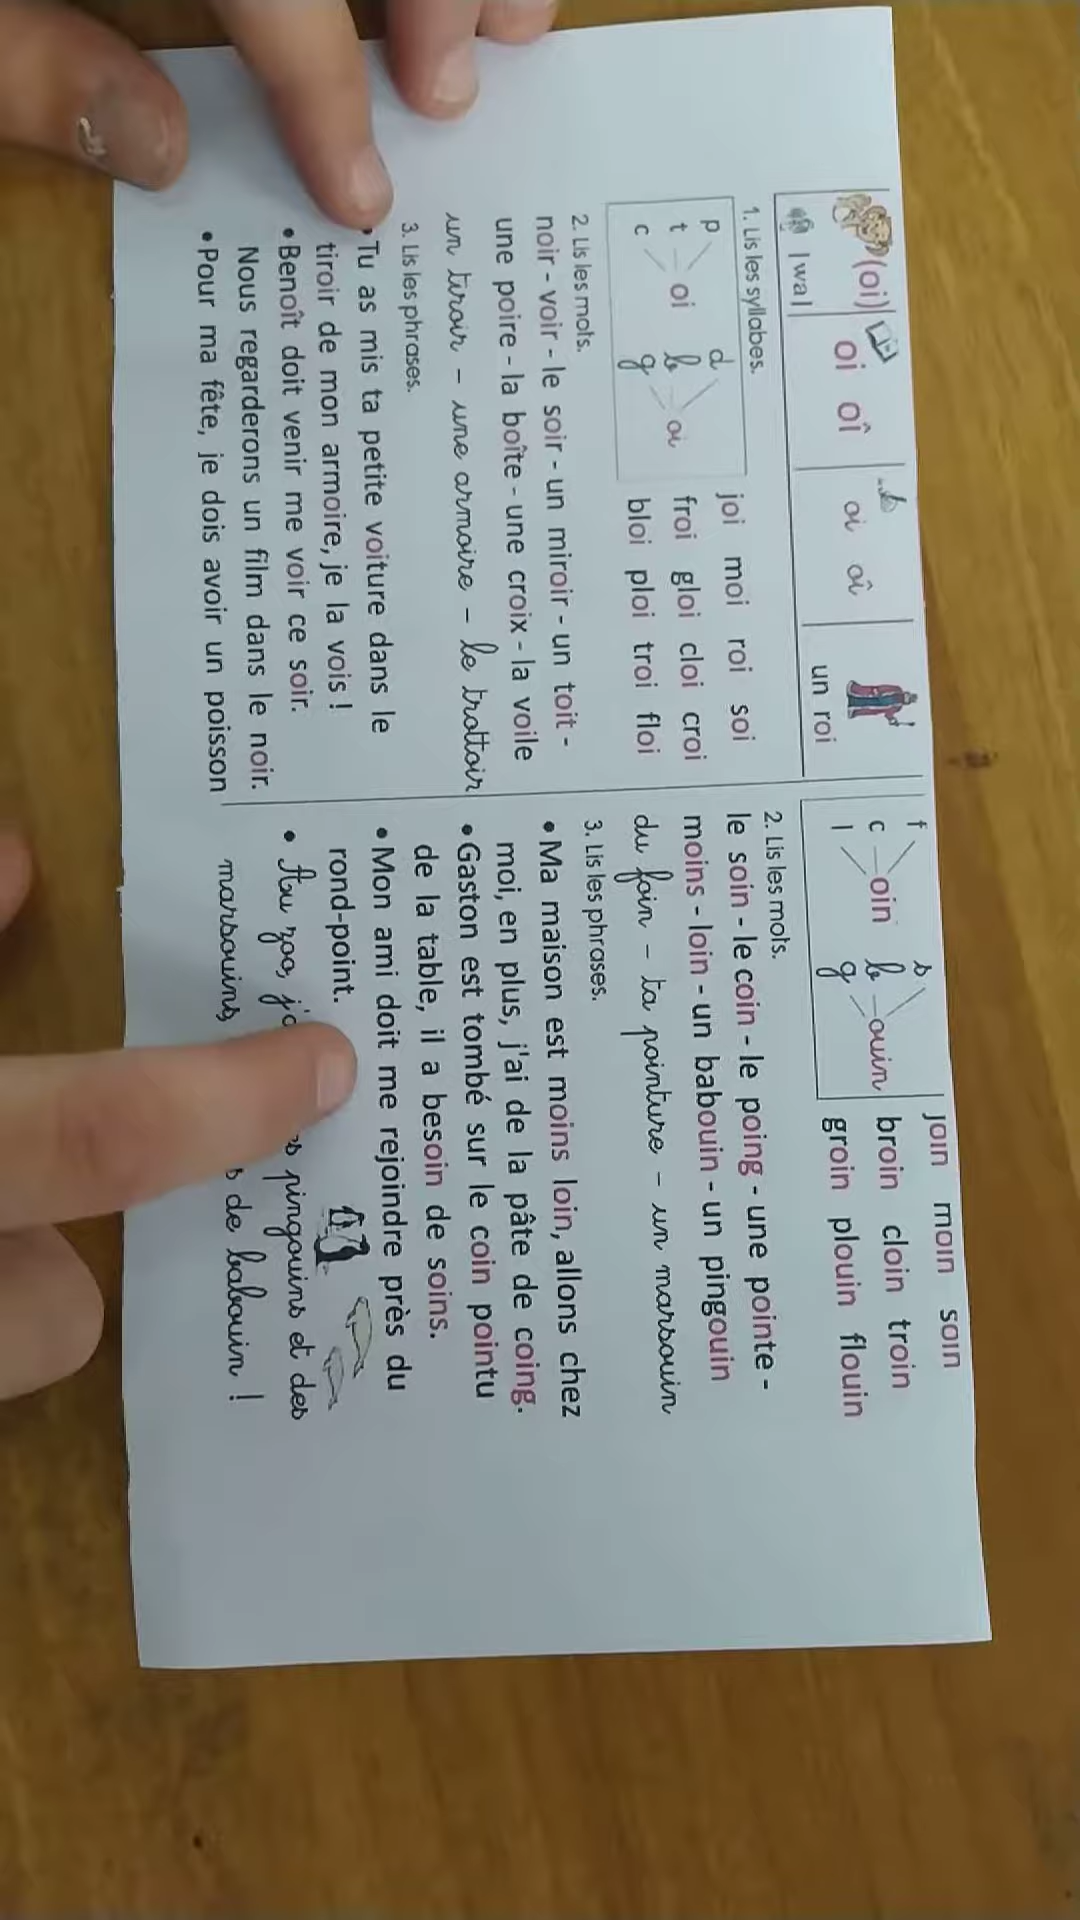 (oi) oi oî oi oî
|wa| un roi
1. Lis les syllabes.
p t c oi d b g oi
joi moi roi soi
froi gloi cloi croi
bloi ploi troi floi
2. Lis les mots.
noir - voir - le soir - un miroir - un toit -
une poire - la boîte - une croix - la voile
un tiroir - une armoire - le trottoir
3. Lis les phrases.
• Tu as mis ta petite voiture dans le
tiroir de mon armoire, je la vois !
• Benoît doit venir me voir ce soir.
Nous regarderons un film dans le noir.
• Pour ma fête, je dois avoir un poisson
f c l oin s b g ouin
join moin soin
broin cloin troin
groin plouin flouin
2. Lis les mots.
le soin - le coin - le poing - une pointe -
moins - loin - un babouin - un pingouin
du foin - ta pointure - un marsouin
3. Lis les phrases.
• Ma maison est moins loin, allons chez
moi, en plus, j'ai de la pâte de coing.
• Gaston est tombé sur le coin pointu
de la table, il a besoin de soins.
• Mon ami doit me rejoindre près du
rond-point.
• Au zoo, pingouins et des
marsouins, de babouin !